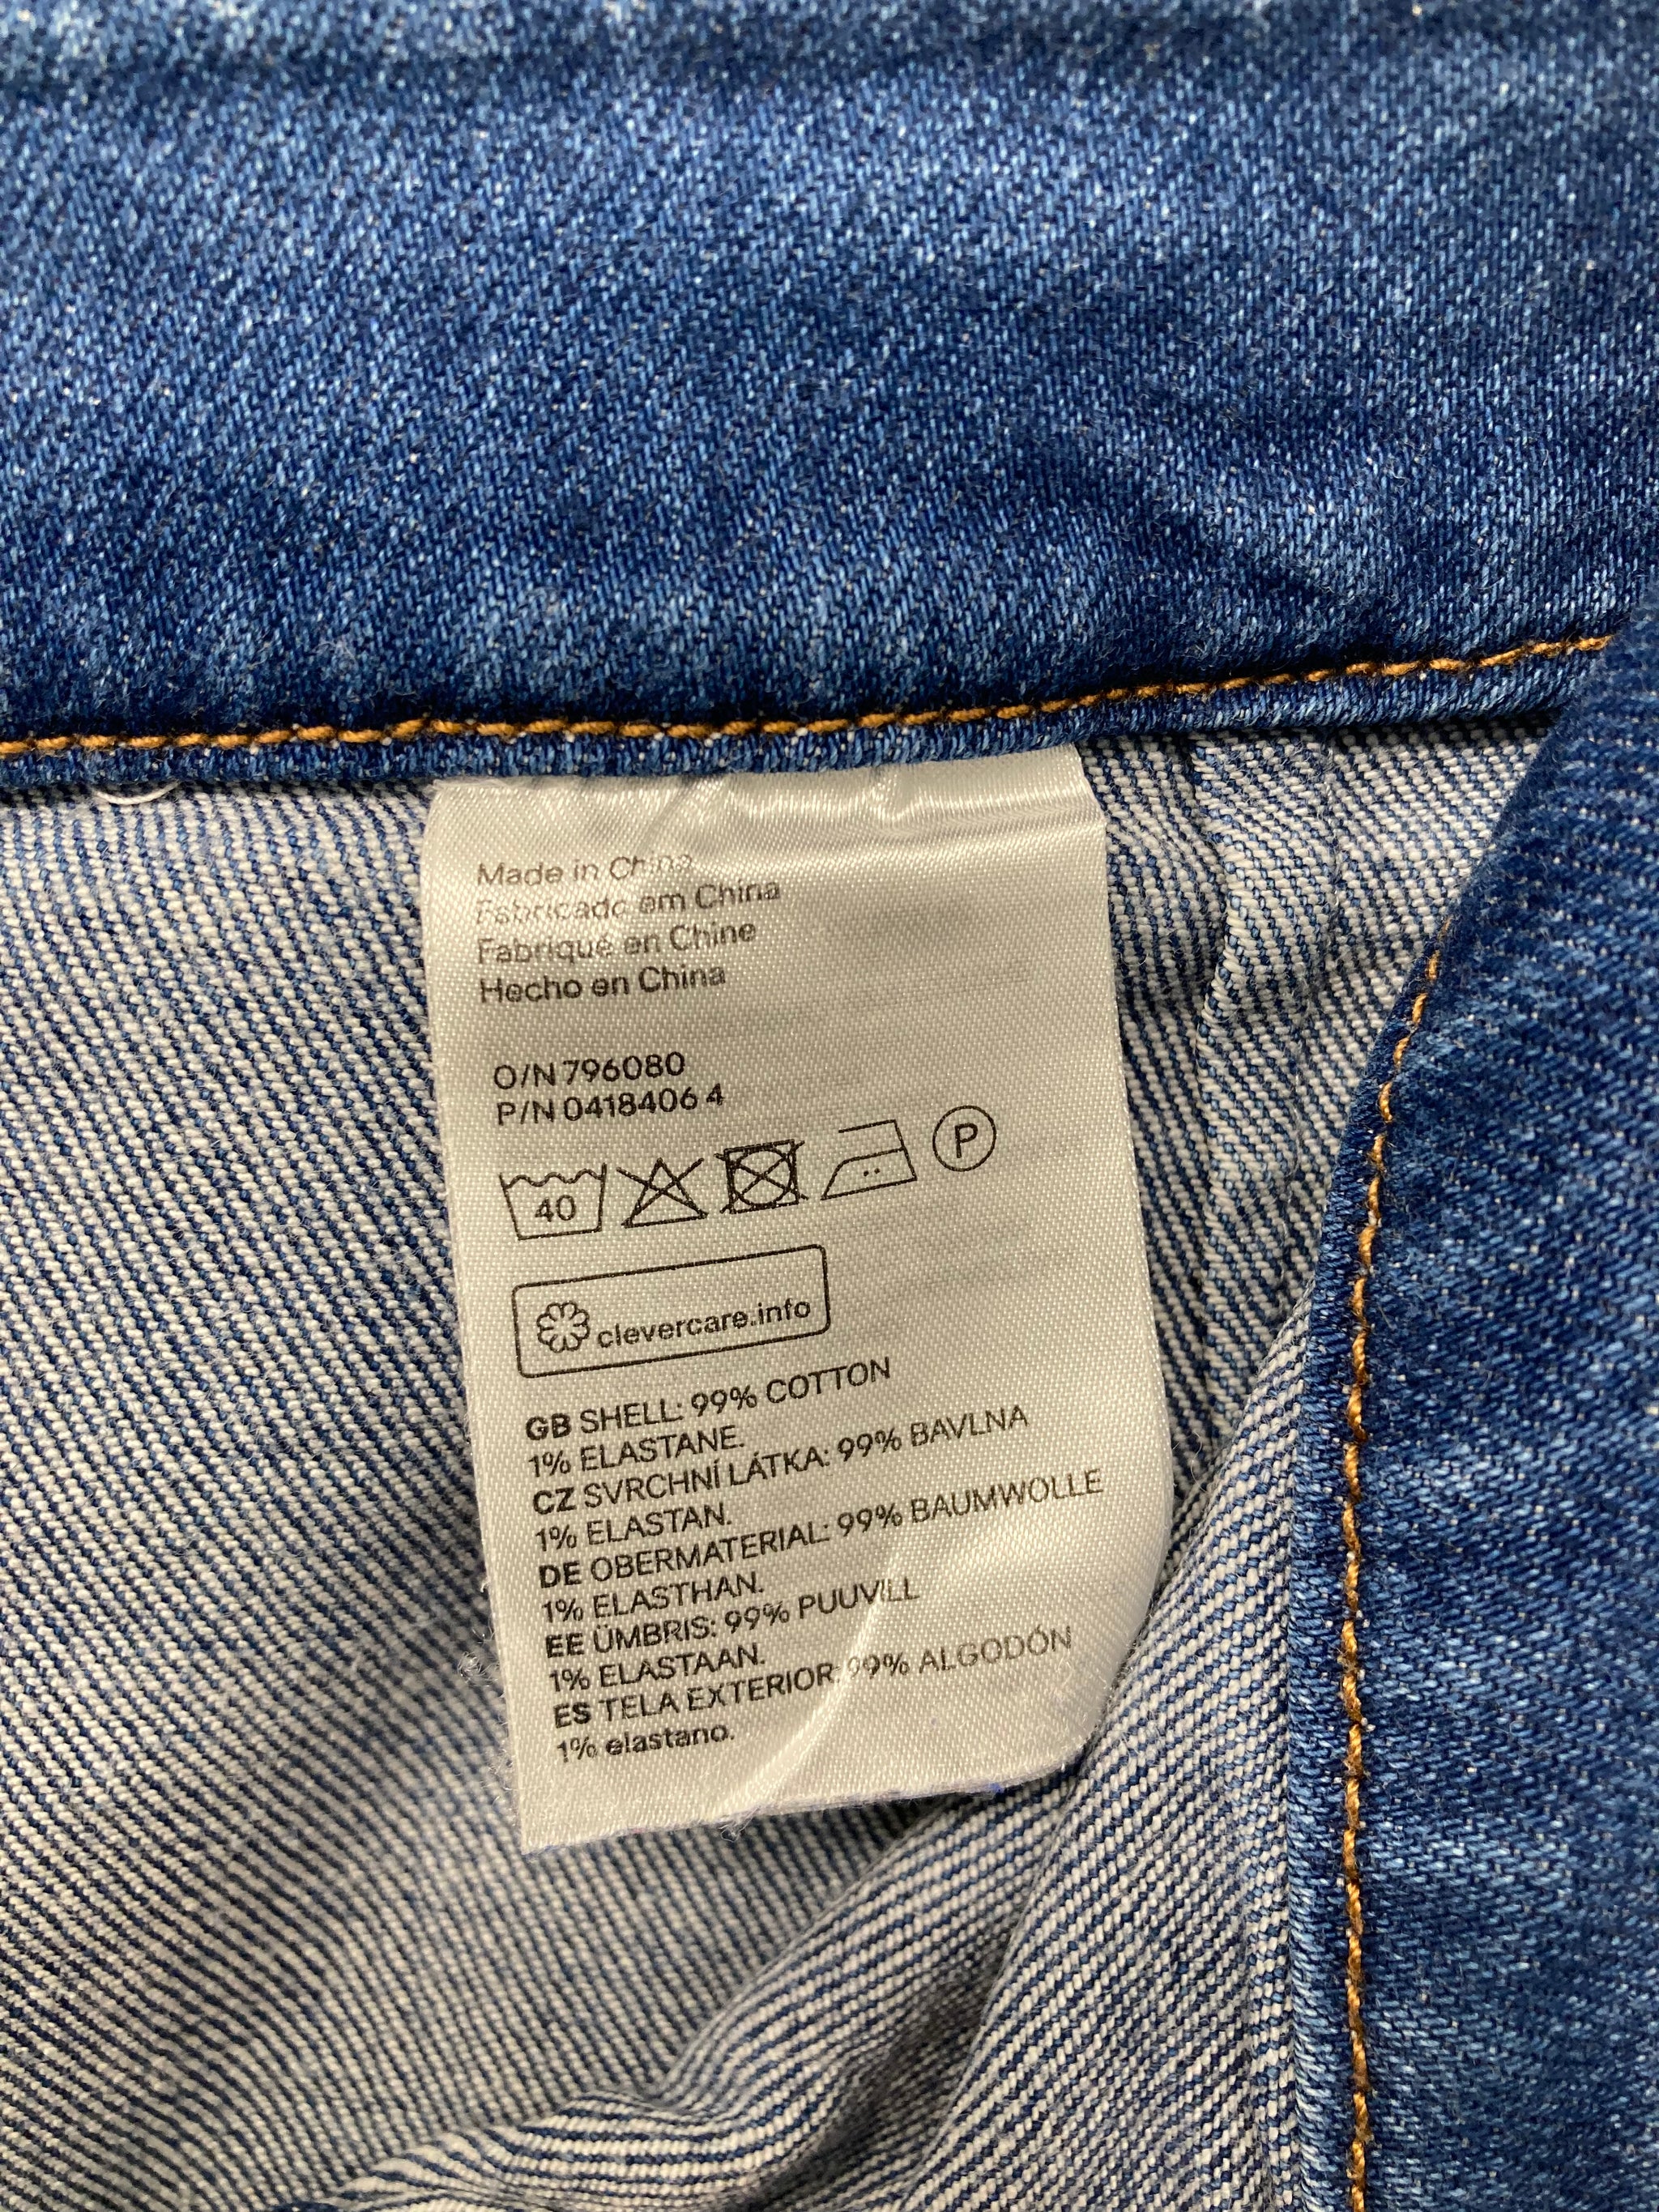 Made in China
Fabricado em China
Fabriqué en Chine
Hecho en China
O/N 796080
P/N 0418406 4
40
P
clevercare.info
GB SHELL: 99% COTTON
1% ELASTANE.
CZ SVRCHNÍ LÁTKA: 99% BAVLNA
1% ELASTAN.
DE OBERMATERIAL: 99% BAUMWOLLE
1% ELASTHAN.
EE ÜMBRIS: 99% PUUVILL
1% ELASTAAN.
ES TELA EXTERIOR: 99% ALGODÓN
1% elastano.